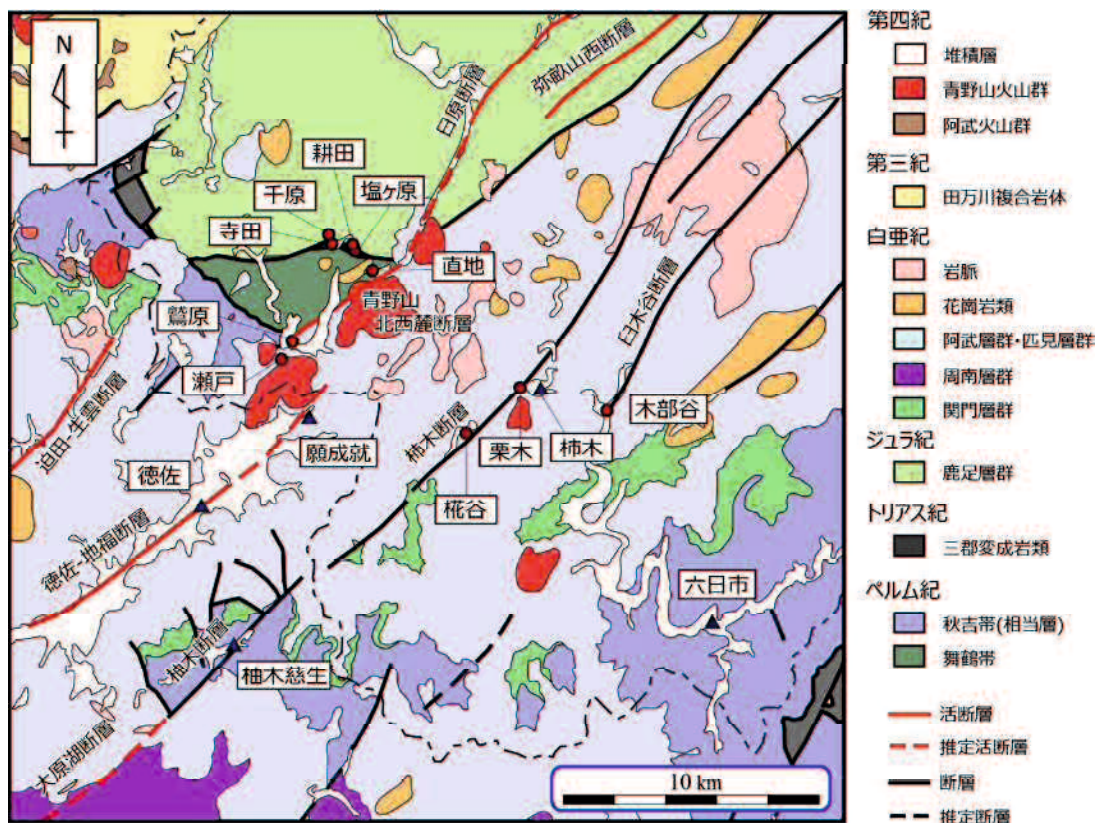 N
日原断層
弥畝山西断層
耕田
千原
塩ヶ原
寺田
直地
青野山
北西麓断層
鷲原
瀬戸
臼木谷断層
迫田-生雲断層
願成就
柿木断層
栗木
柿木
木部谷
徳佐
椛谷
徳佐-地福断層
六日市
柚木断層
柚木慈生
大原湖断層
10 km
第四紀
堆積層
青野山火山群
阿武火山群
第三紀
田万川複合岩体
白亜紀
岩脈
花崗岩類
阿武層群・匹見層群
周南層群
関門層群
ジュラ紀
鹿足層群
トリアス紀
三郡変成岩類
ペルム紀
秋吉帯(相当層)
舞鶴帯
活断層
推定活断層
断層
推定断層